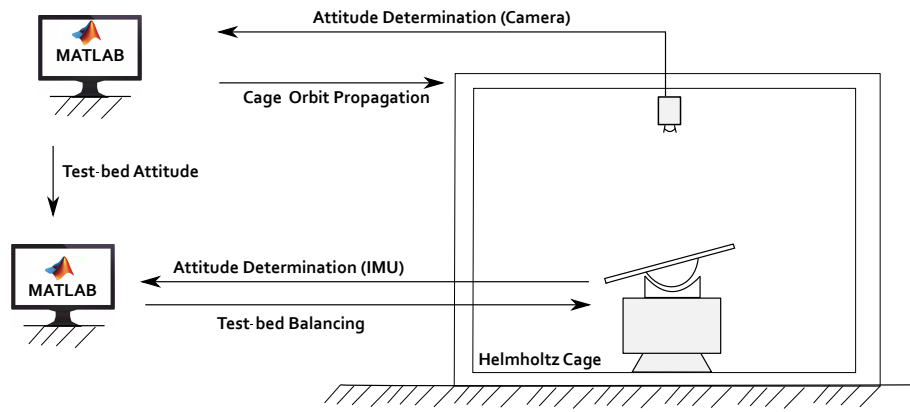 Attitude Determination (Camera)
MATLAB
Cage Orbit Propagation
Test-bed Attitude
Attitude Determination (IMU)
MATLAB
Test-bed Balancing
Helmholtz Cage